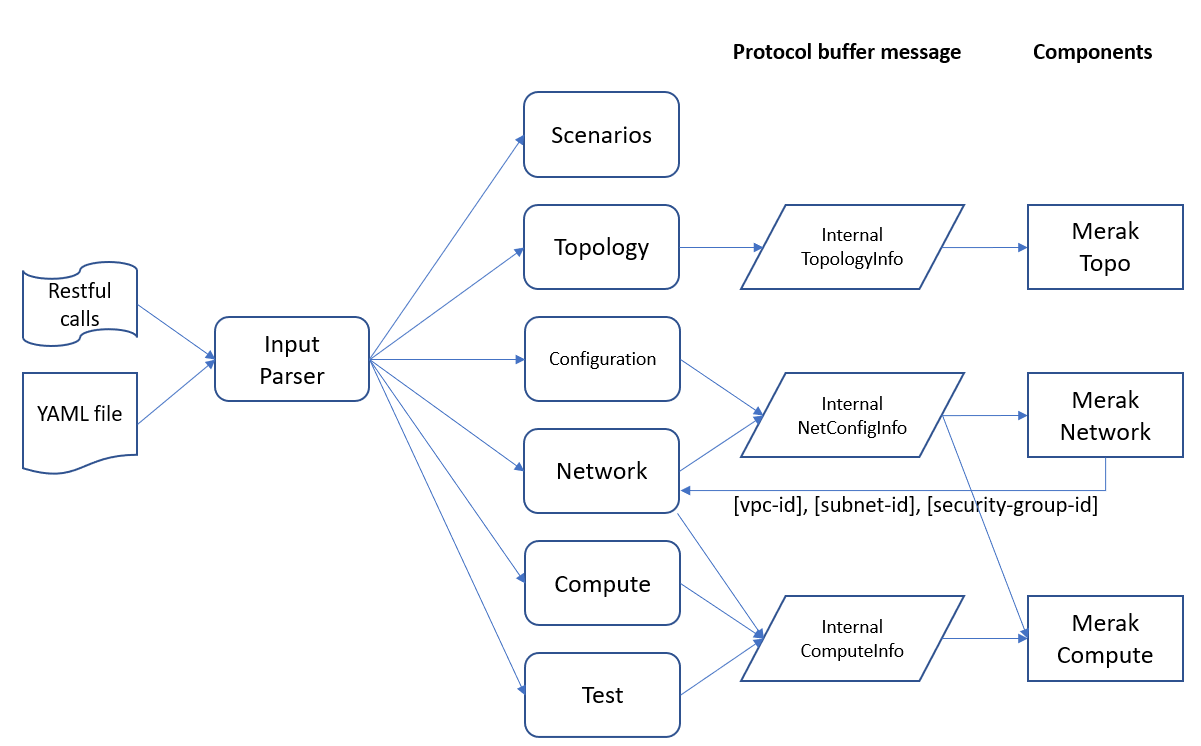 Protocol buffer message
Components
Scenarios
Topology
Internal
TopologyInfo
Merak
Topo
Restful
calls
Input
Parser
YAML file
Configuration
Internal
NetConfigInfo
Merak
Network
Network
[vpc-id], [subnet-id], [security-group-id]
Compute
Internal
ComputeInfo
Merak
Compute
Test